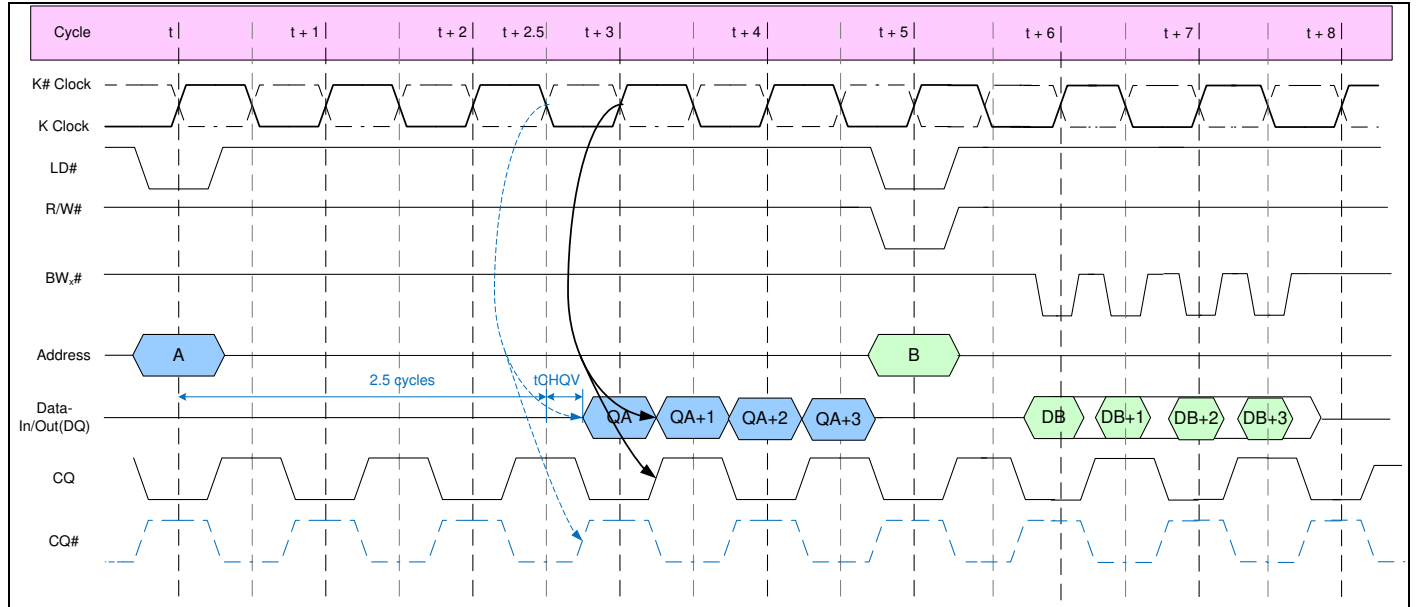 Cycle t t + 1 t + 2 t + 2.5 t + 3 t + 4 t + 5 t + 6 t + 7 t + 8
K# Clock
K Clock
LD#
R/W#
BWx#
Address A B
2.5 cycles tCHQV
Data-
In/Out(DQ) QA QA+1 QA+2 QA+3 DB DB+1 DB+2 DB+3
CQ
CQ#